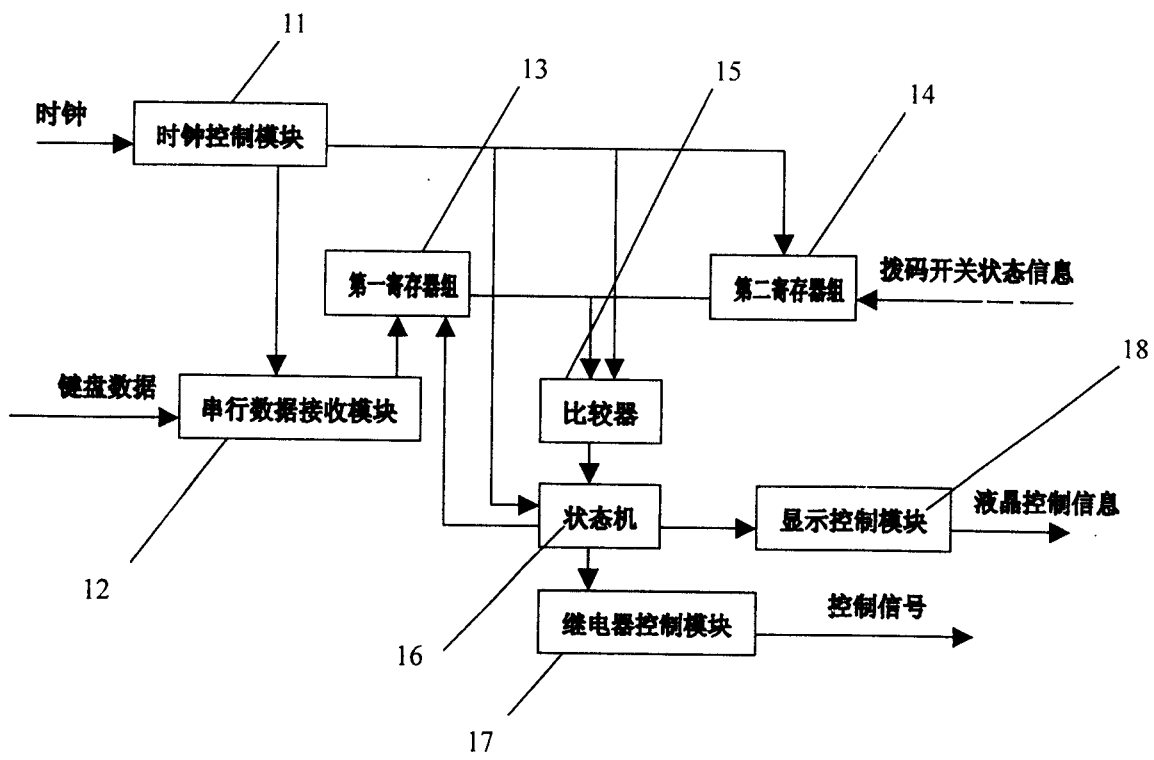 11
13
15
14
时钟
时钟控制模块
第一寄存器组
第二寄存器组
拨码开关状态信息
18
键盘数据
串行数据接收模块
比较器
状态机
显示控制模块
液晶控制信息
12
继电器控制模块
控制信号
16
17